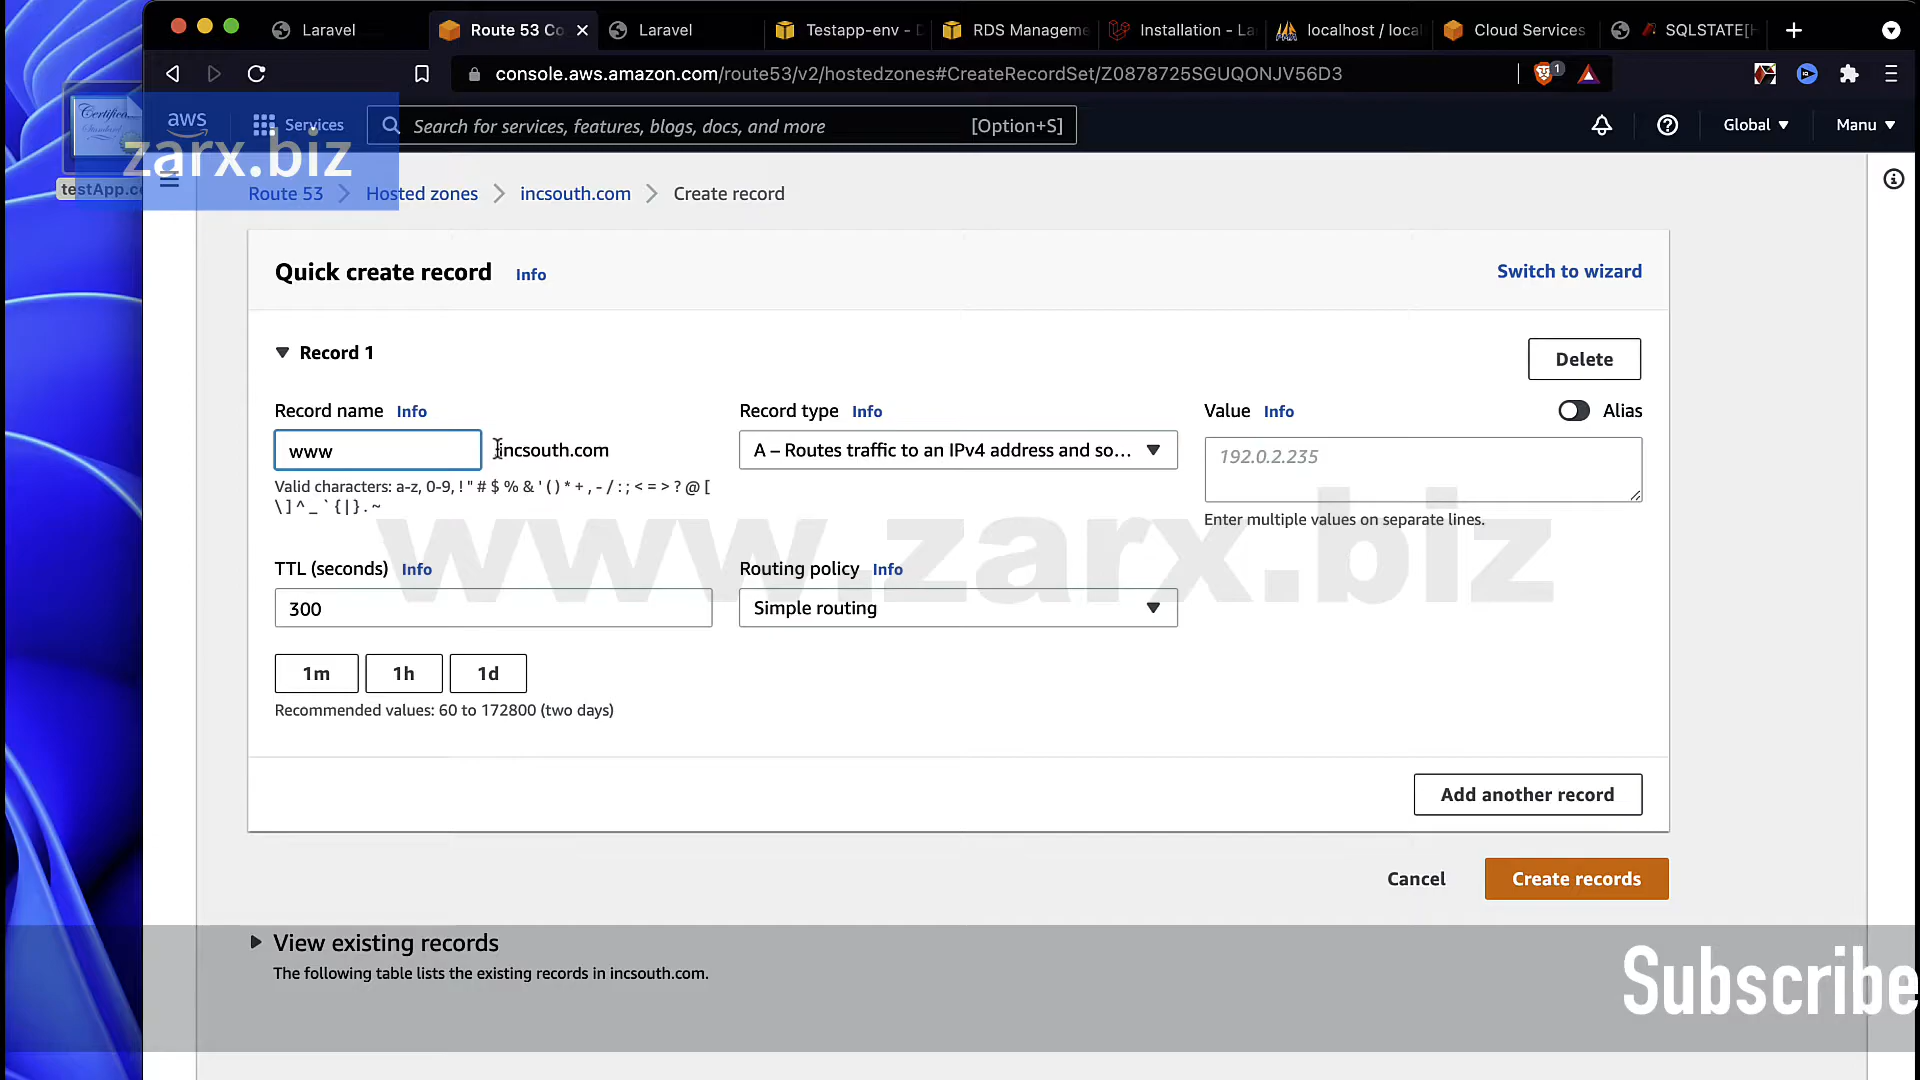 Laravel
Route 53 Co
Laravel
Testapp-env - D
RDS Manageme
Installation - La
localhost / local
Cloud Services
SQLSTATE[H
console.aws.amazon.com/route53/v2/hostedzones#CreateRecordSet/Z0878725SGUQONJV56D3
1
Certifica
Standard
aws
Services
Search for services, features, blogs, docs, and more
[Option+S]
Global
Manu
zarx.biz
testApp.c
Route 53
Hosted zones
incsouth.com
Create record
Quick create record
Info
Switch to wizard
Record 1
Delete
Record name Info
Record type Info
Value Info
Alias
www
incsouth.com
A – Routes traffic to an IPv4 address and so...
192.0.2.235
Valid characters: a-z, 0-9, ! " # $ % & ' ( ) * + , - / : ; < = > ? @ [
\ ] ^ _ ` { | } . ~
Enter multiple values on separate lines.
www.zarx.biz
TTL (seconds) Info
Routing policy Info
300
Simple routing
1m
1h
1d
Recommended values: 60 to 172800 (two days)
Add another record
Cancel
Create records
View existing records
The following table lists the existing records in incsouth.com.
Subscribe